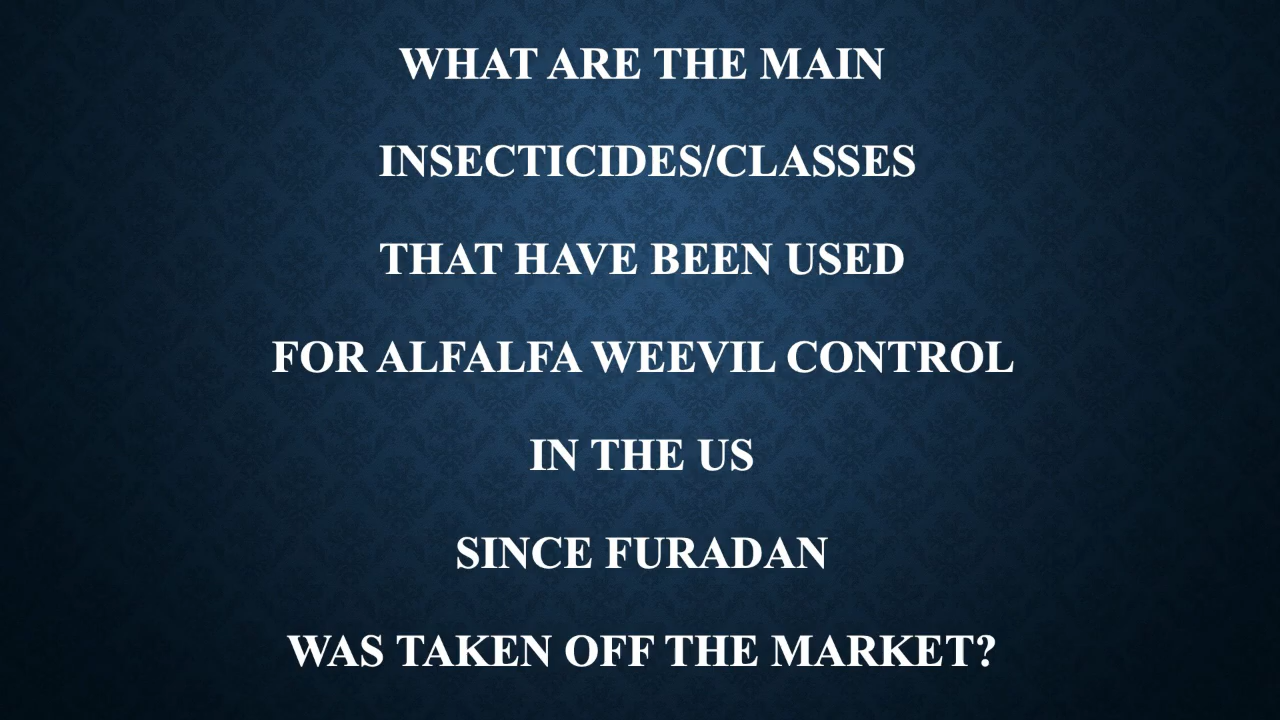 WHAT ARE THE MAIN
INSECTICIDES/CLASSES
THAT HAVE BEEN USED
FOR ALFALFA WEEVIL CONTROL
IN THE US
SINCE FURADAN
WAS TAKEN OFF THE MARKET?